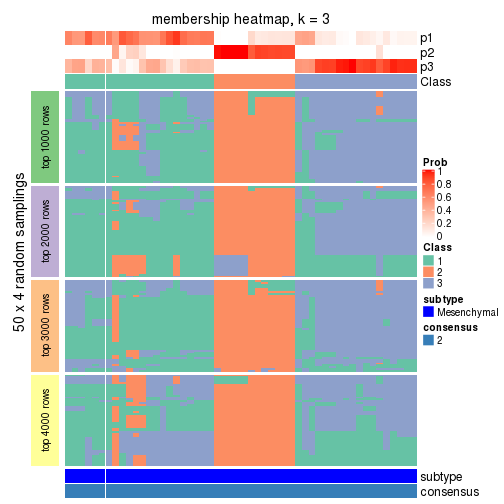 membership heatmap, k = 3
p1
p2
p3
Class
50 x 4 random samplings
top 1000 rows
top 2000 rows
top 3000 rows
top 4000 rows
Prob
1
0.8
0.6
0.4
0.2
0
Class
1
2
3
subtype
Mesenchymal
consensus
2
subtype
consensus